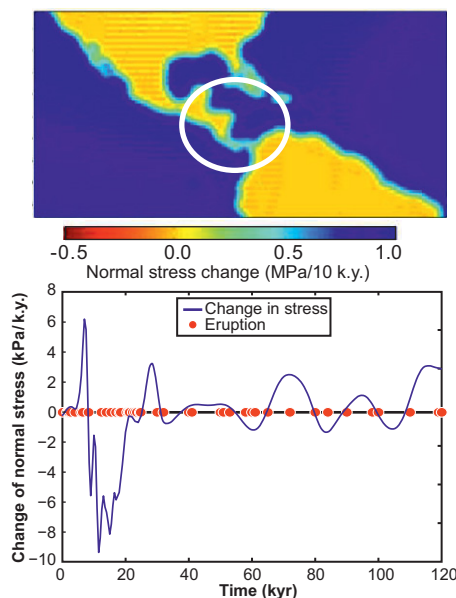 -0.5 0.0 0.5 1.0
Normal stress change (MPa/10 k.y.)
Change in stress
Eruption
Change of normal stress (kPa/k.y.)
8
6
4
2
0
-2
-4
-6
-8
-10
0 20 40 60 80 100 120
Time (kyr)